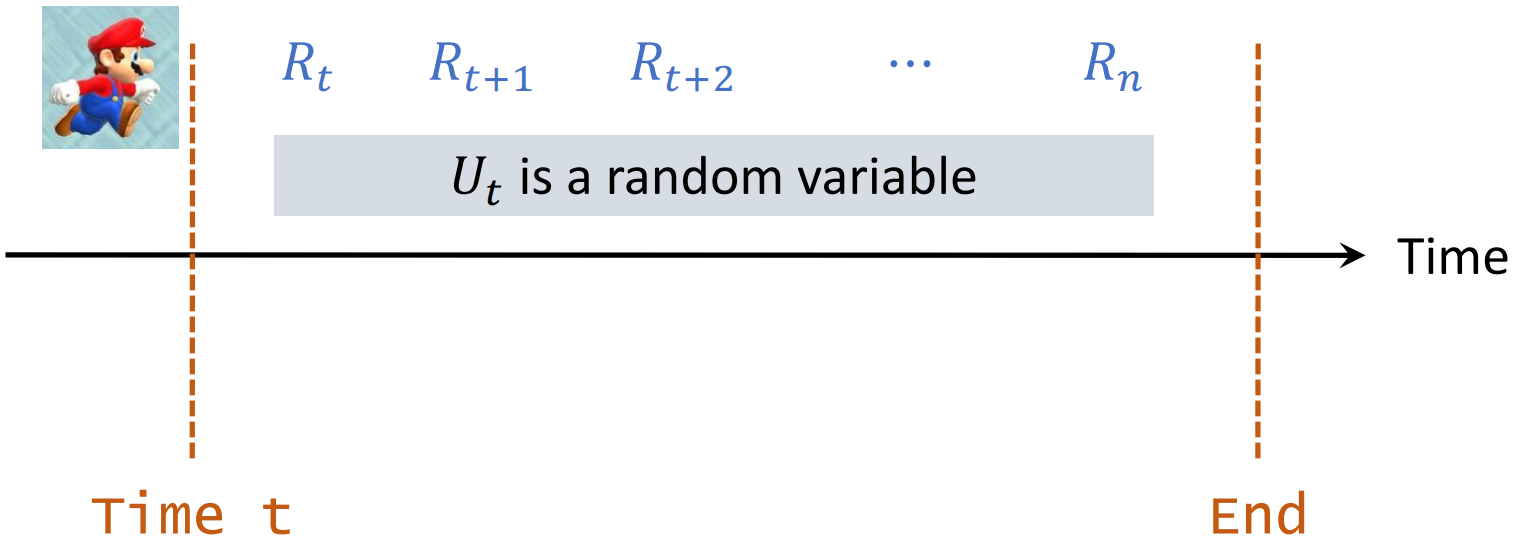 R_t R_{t+1} R_{t+2} ⋯ R_n
U_t is a random variable
Time
Time t End